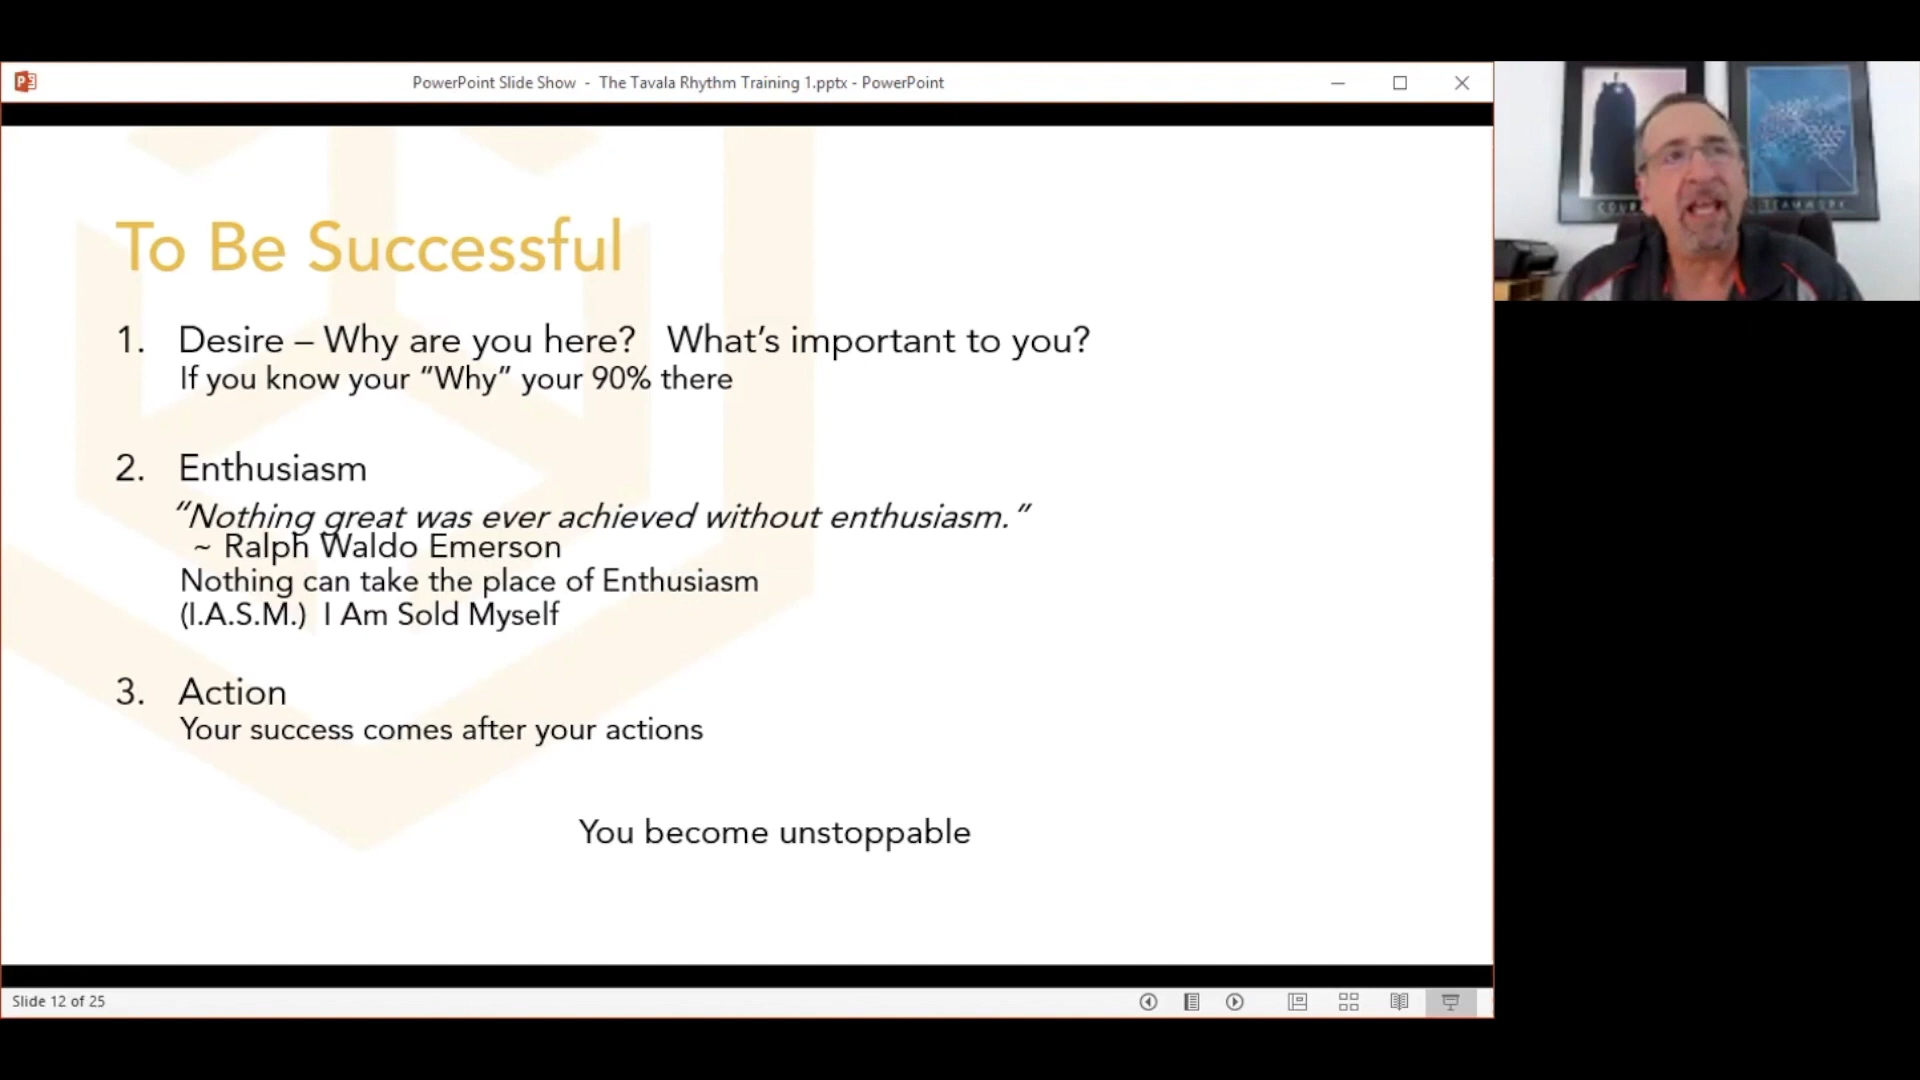 PowerPoint Slide Show - The Tavala Rhythm Training 1.pptx - PowerPoint
To Be Successful
1. Desire – Why are you here? What’s important to you?
If you know your “Why” your 90% there
2. Enthusiasm
“Nothing great was ever achieved without enthusiasm.”
~ Ralph Waldo Emerson
Nothing can take the place of Enthusiasm
(I.A.S.M.) I Am Sold Myself
3. Action
Your success comes after your actions
You become unstoppable
Slide 12 of 25
TEAMWORK